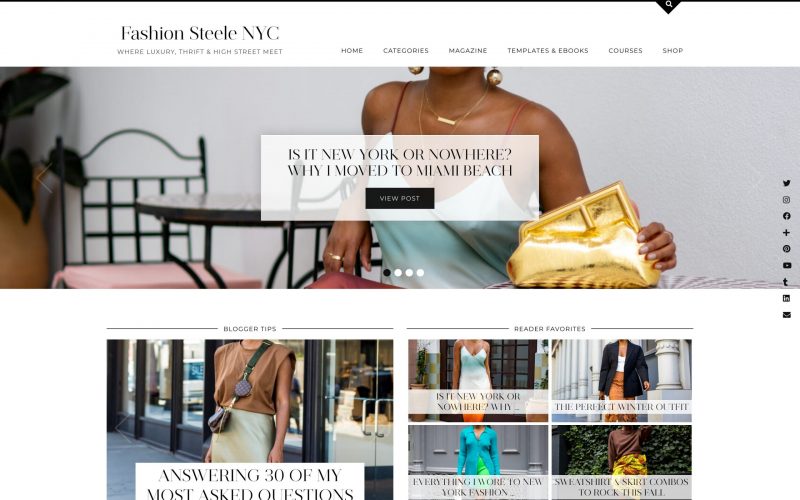 Fashion Steele NYC
WHERE LUXURY, THRIFT & HIGH STREET MEET
HOME CATEGORIES MAGAZINE TEMPLATES & EBOOKS COURSES SHOP
IS IT NEW YORK OR NOWHERE?
WHY I MOVED TO MIAMI BEACH
VIEW POST
BLOGGER TIPS
READER FAVORITES
ANSWERING 30 OF MY
MOST ASKED QUESTIONS
IS IT NEW YORK OR
NOWHERE? WHY ...
THE PERFECT WINTER OUTFIT
EVERYTHING I WORE TO NEW
YORK FASHION ...
SWEATSHIRT & SKIRT COMBOS
TO ROCK THIS FALL